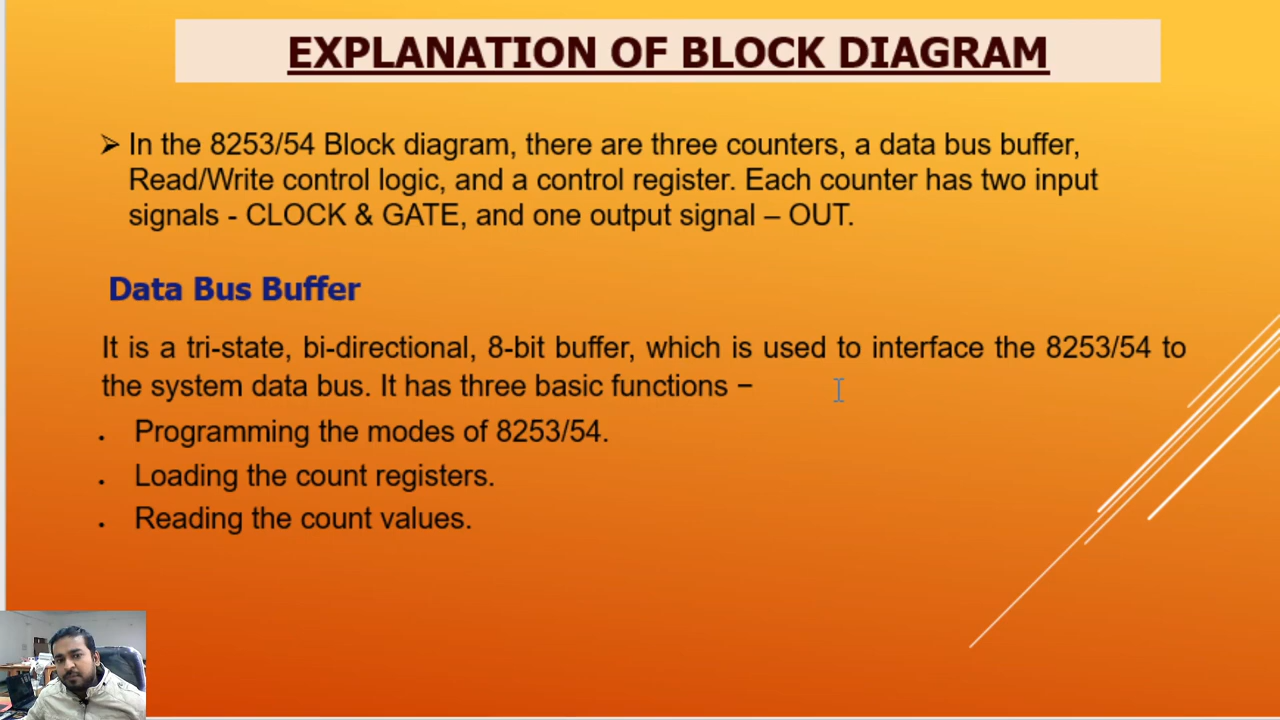 EXPLANATION OF BLOCK DIAGRAM
➢ In the 8253/54 Block diagram, there are three counters, a data bus buffer,
Read/Write control logic, and a control register. Each counter has two input
signals - CLOCK & GATE, and one output signal – OUT.
Data Bus Buffer
It is a tri-state, bi-directional, 8-bit buffer, which is used to interface the 8253/54 to
the system data bus. It has three basic functions −
• Programming the modes of 8253/54.
• Loading the count registers.
• Reading the count values.